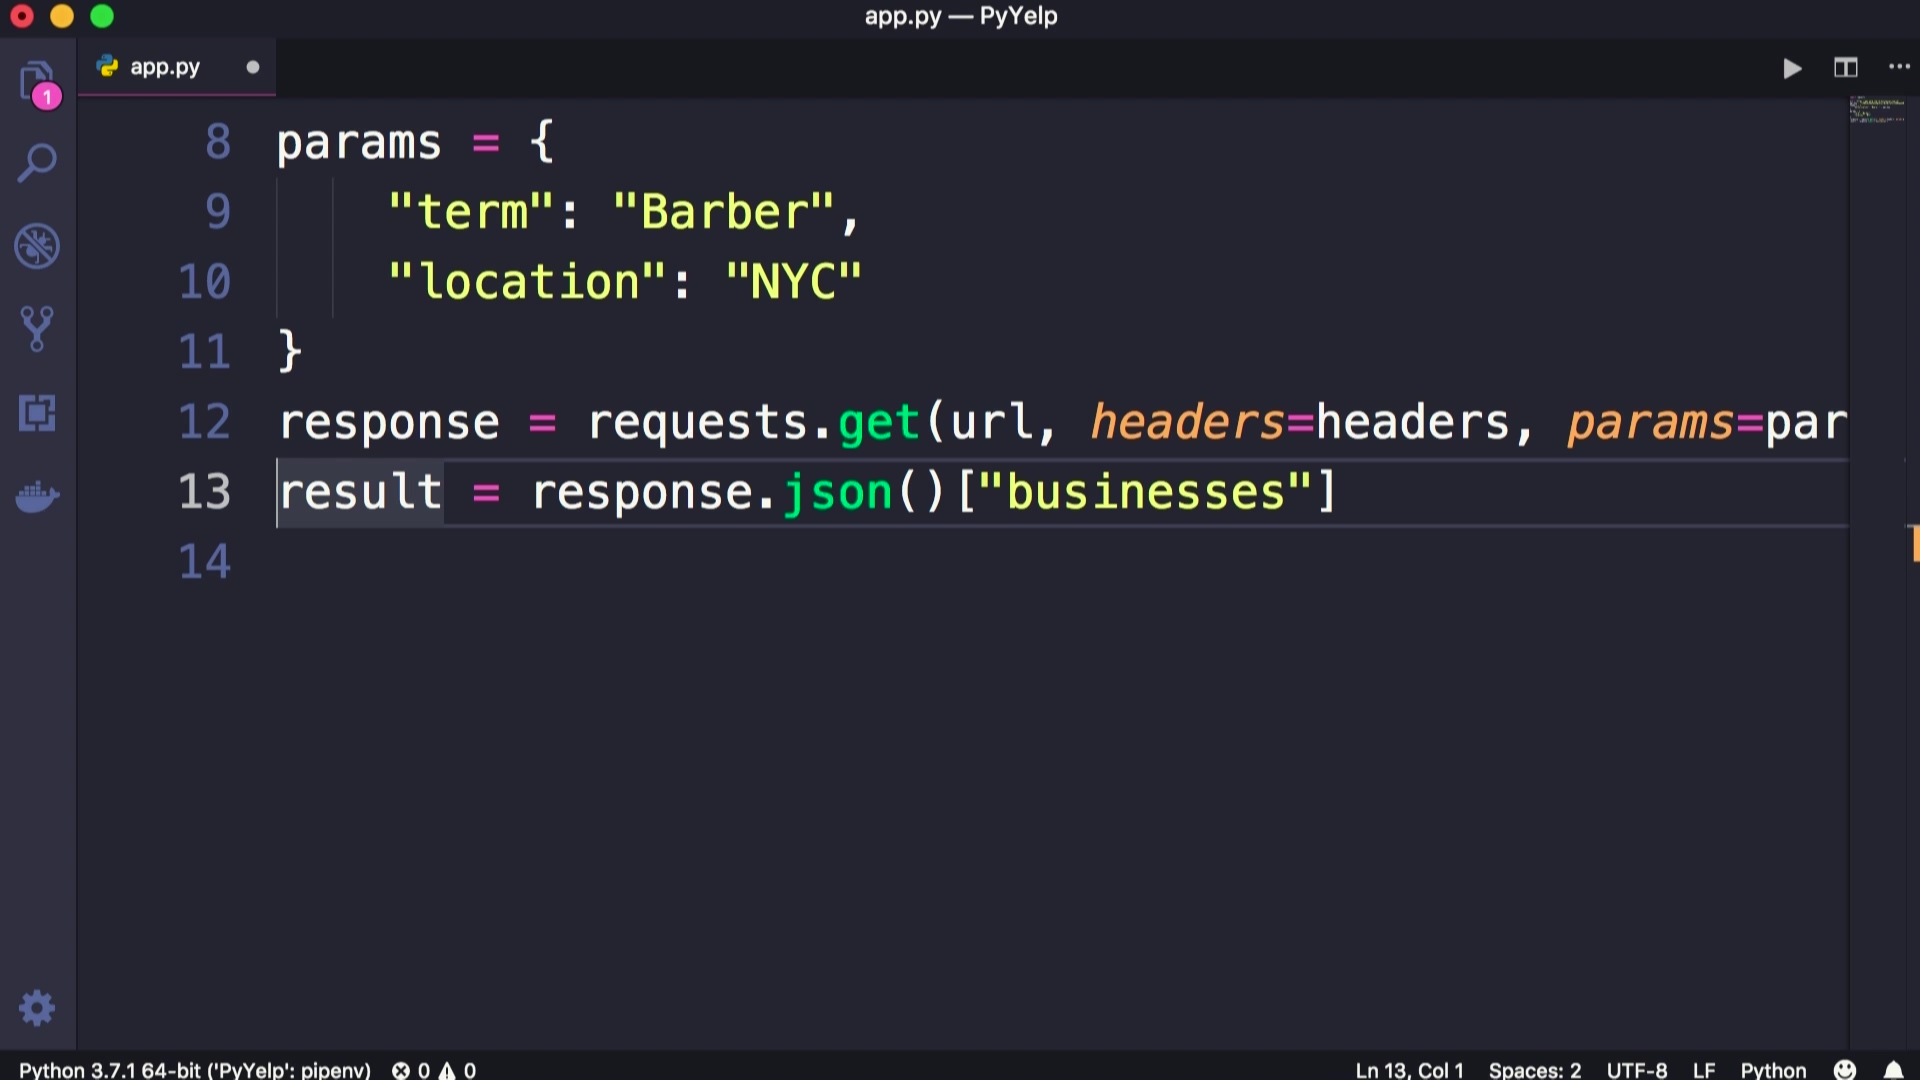 app.py — PyYelp
app.py
1
8 params = {
9 "term": "Barber",
10 "location": "NYC"
11 }
12 response = requests.get(url, headers=headers, params=par
13 result = response.json()["businesses"]
14
Python 3.7.1 64-bit ('PyYelp': pipenv) 0 0 Ln 13, Col 1 Spaces: 2 UTF-8 LF Python